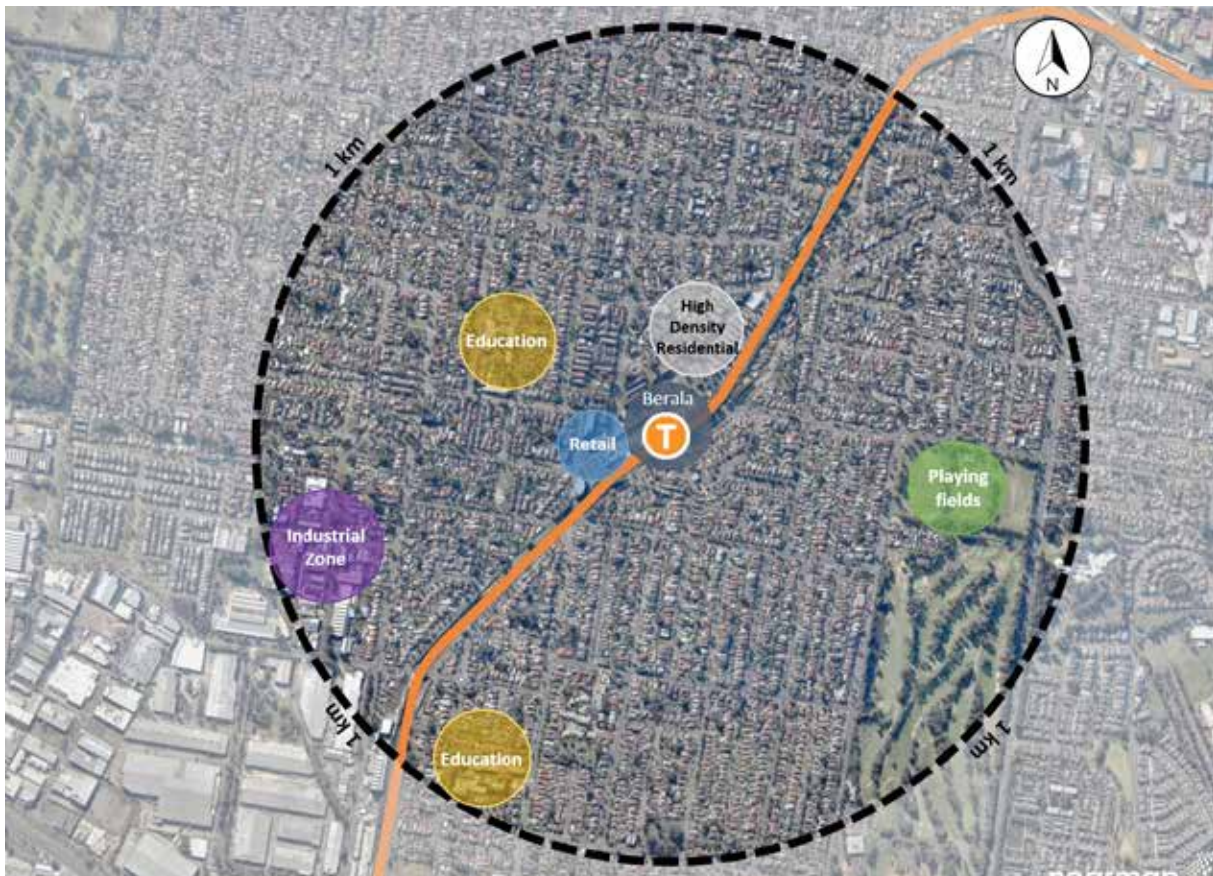 N
1 km
1 km
High
Density
Residential
Education
Berala
T
Retail
Playing
fields
Industrial
Zone
1 km
1 km
Education
nearmap